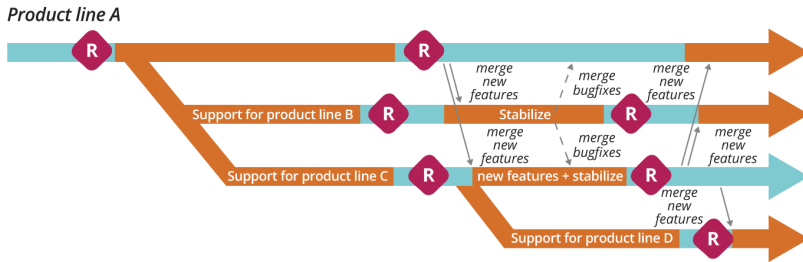 Product line A
R
R
merge
new
features
merge
bugfixes
merge
new
features
Support for product line B
R
Stabilize
R
merge
new
features
merge
bugfixes
merge
new
features
Support for product line C
R
new features + stabilize
R
merge
new
features
Support for product line D
R